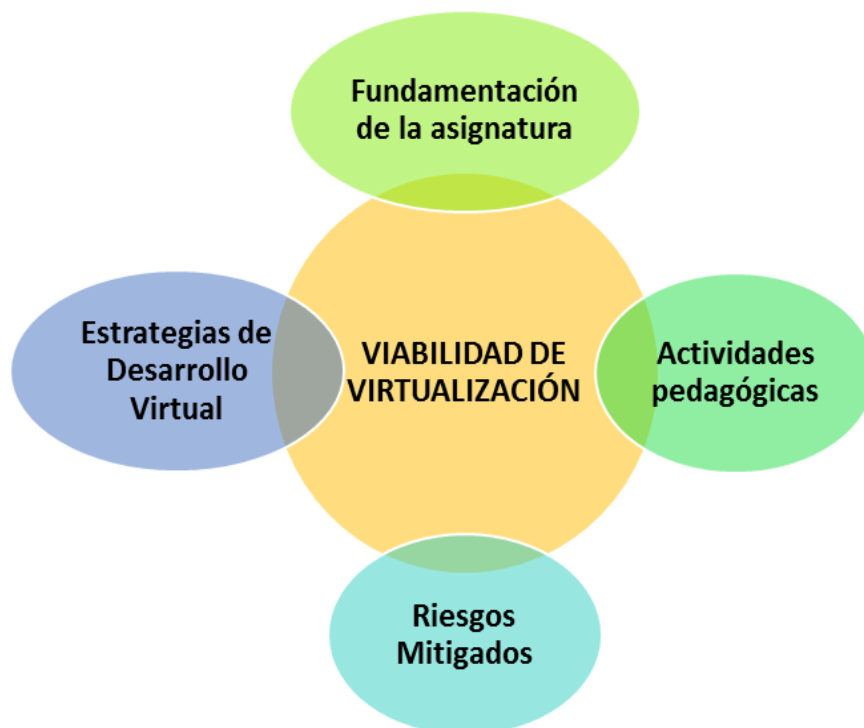 Fundamentación
de la asignatura
Estrategias de
Desarrollo
Virtual
VIABILIDAD DE
VIRTUALIZACIÓN
Actividades
pedagógicas
Riesgos
Mitigados